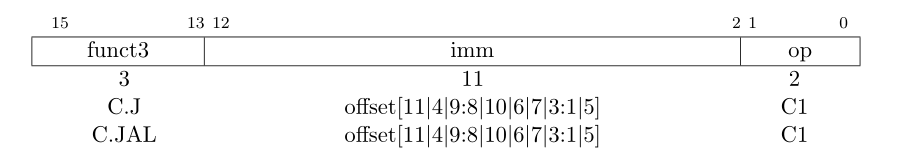 15 13 12 2 1 0
funct3 imm op
3 11 2
C.J offset[11|4|9:8|10|6|7|3:1|5] C1
C.JAL offset[11|4|9:8|10|6|7|3:1|5] C1